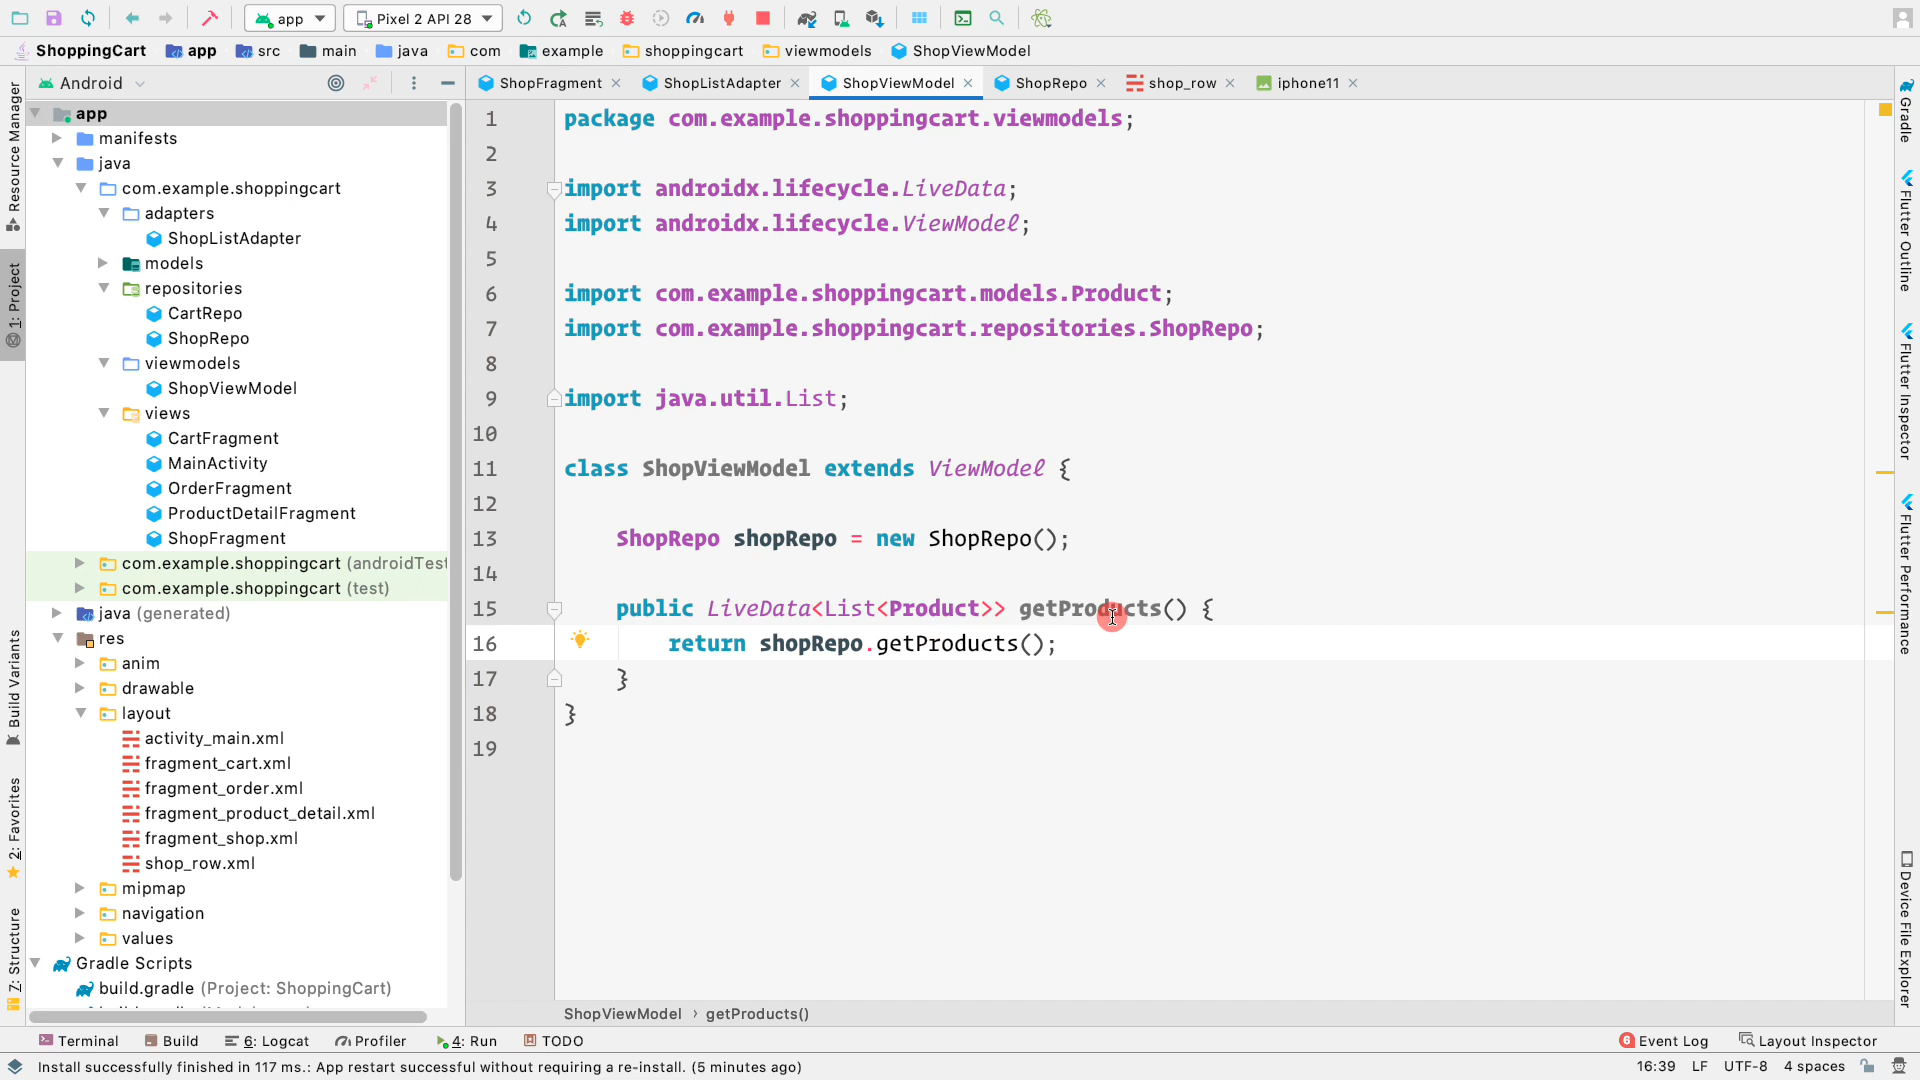 app
Pixel 2 API 28
ShoppingCart app src main java com example shoppingcart viewmodels ShopViewModel
Android
ShopFragment ShopListAdapter ShopViewModel ShopRepo shop_row iphone11
app
manifests
java
com.example.shoppingcart
adapters
ShopListAdapter
models
repositories
CartRepo
ShopRepo
viewmodels
ShopViewModel
views
CartFragment
MainActivity
OrderFragment
ProductDetailFragment
ShopFragment
com.example.shoppingcart (androidTest
com.example.shoppingcart (test)
java (generated)
res
anim
drawable
layout
activity_main.xml
fragment_cart.xml
fragment_order.xml
fragment_product_detail.xml
fragment_shop.xml
shop_row.xml
mipmap
navigation
values
Gradle Scripts
build.gradle (Project: ShoppingCart)
1 package com.example.shoppingcart.viewmodels;
2
3 import androidx.lifecycle.LiveData;
4 import androidx.lifecycle.ViewModel;
5
6 import com.example.shoppingcart.models.Product;
7 import com.example.shoppingcart.repositories.ShopRepo;
8
9 import java.util.List;
10
11 class ShopViewModel extends ViewModel {
12
13 ShopRepo shopRepo = new ShopRepo();
14
15 public LiveData<List<Product>> getProducts() {
16 return shopRepo.getProducts();
17 }
18 }
19
ShopViewModel › getProducts()
Resource Manager
1: Project
Build Variants
2: Favorites
7: Structure
Gradle
Flutter Outline
Flutter Inspector
Flutter Performance
Device File Explorer
Terminal Build 6: Logcat Profiler 4: Run TODO
6 Event Log Layout Inspector
Install successfully finished in 117 ms.: App restart successful without requiring a re-install. (5 minutes ago)
16:39 LF UTF-8 4 spaces